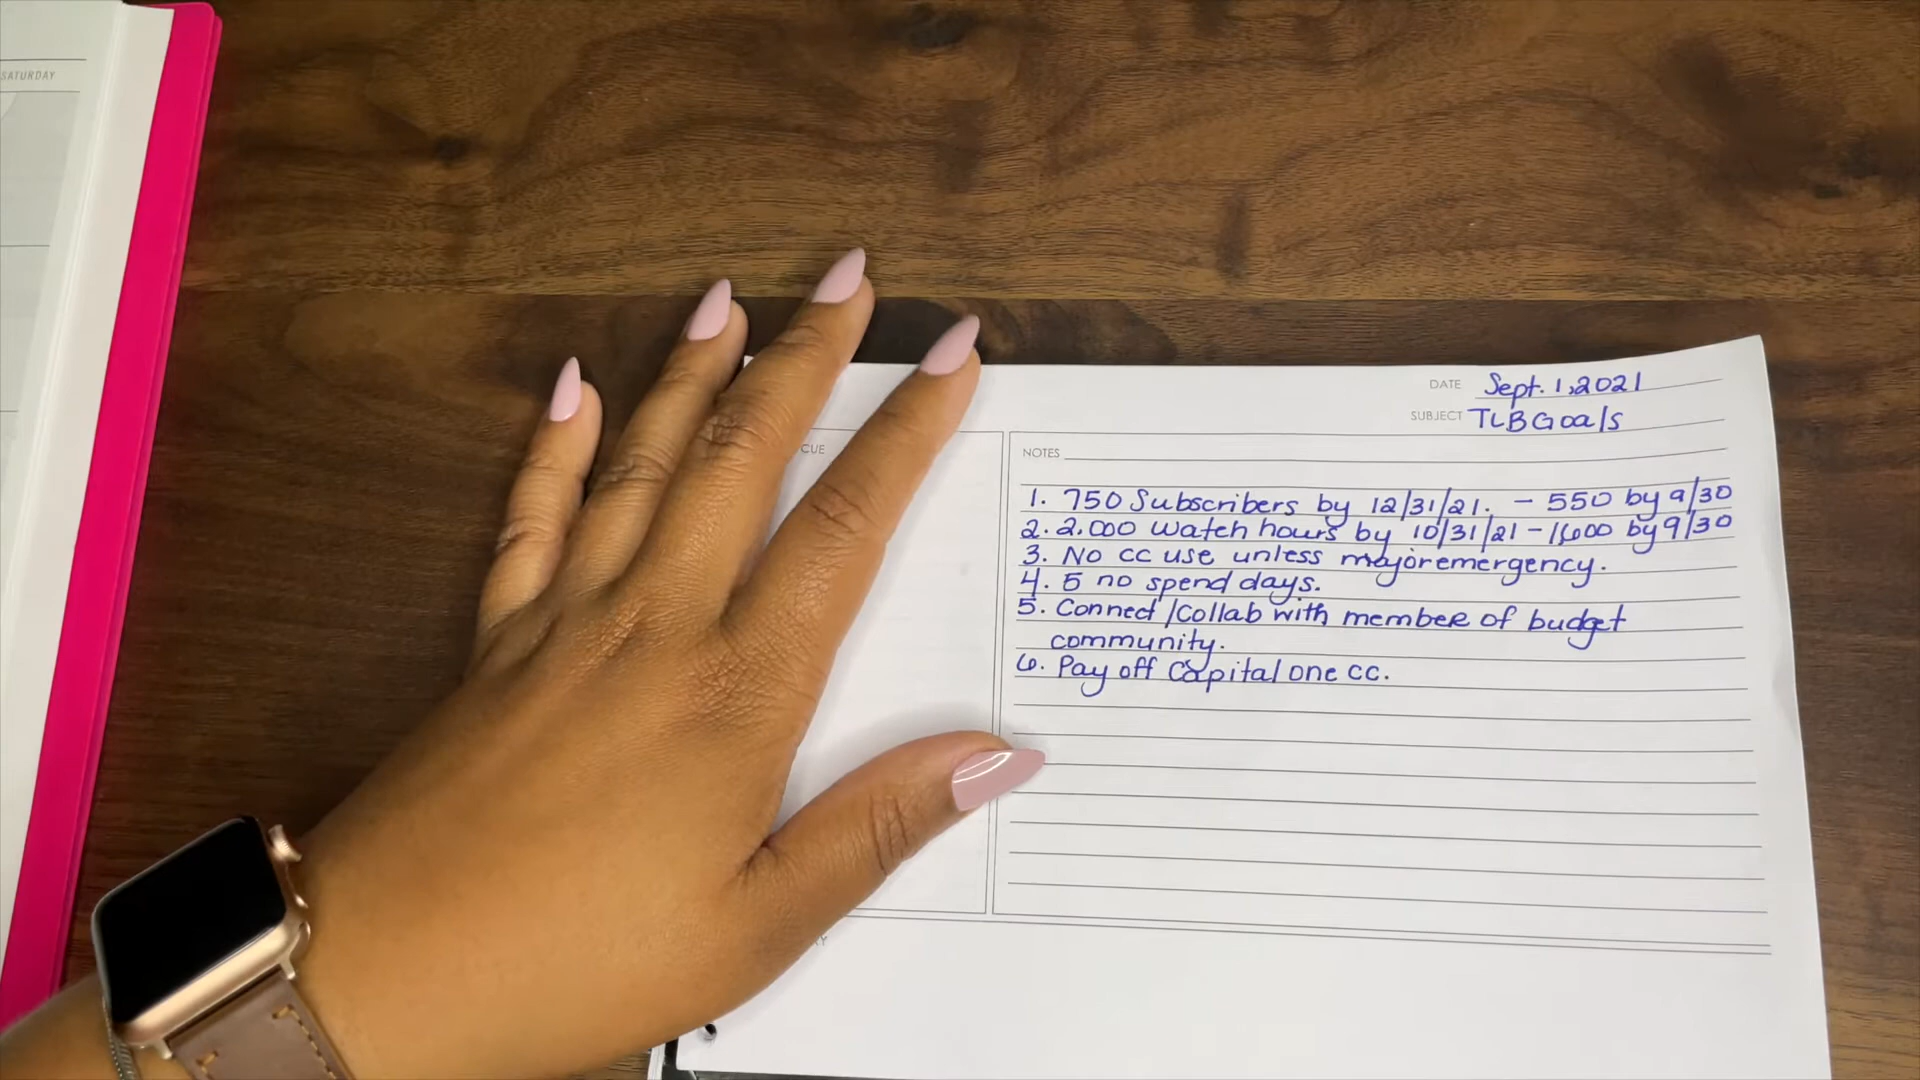 SATURDAY
DATE Sept. 1, 2021
SUBJECT TLB Goals
CUE
NOTES
1. 750 Subscribers by 12/31/21. - 550 by 9/30
2. 2.000 watch hours by 10/31/21 - 1600 by 9/30
3. No cc use unless major emergency.
4. 5 no spend days.
5. Connect/Collab with member of budget
community.
6. Pay off Capital one cc.